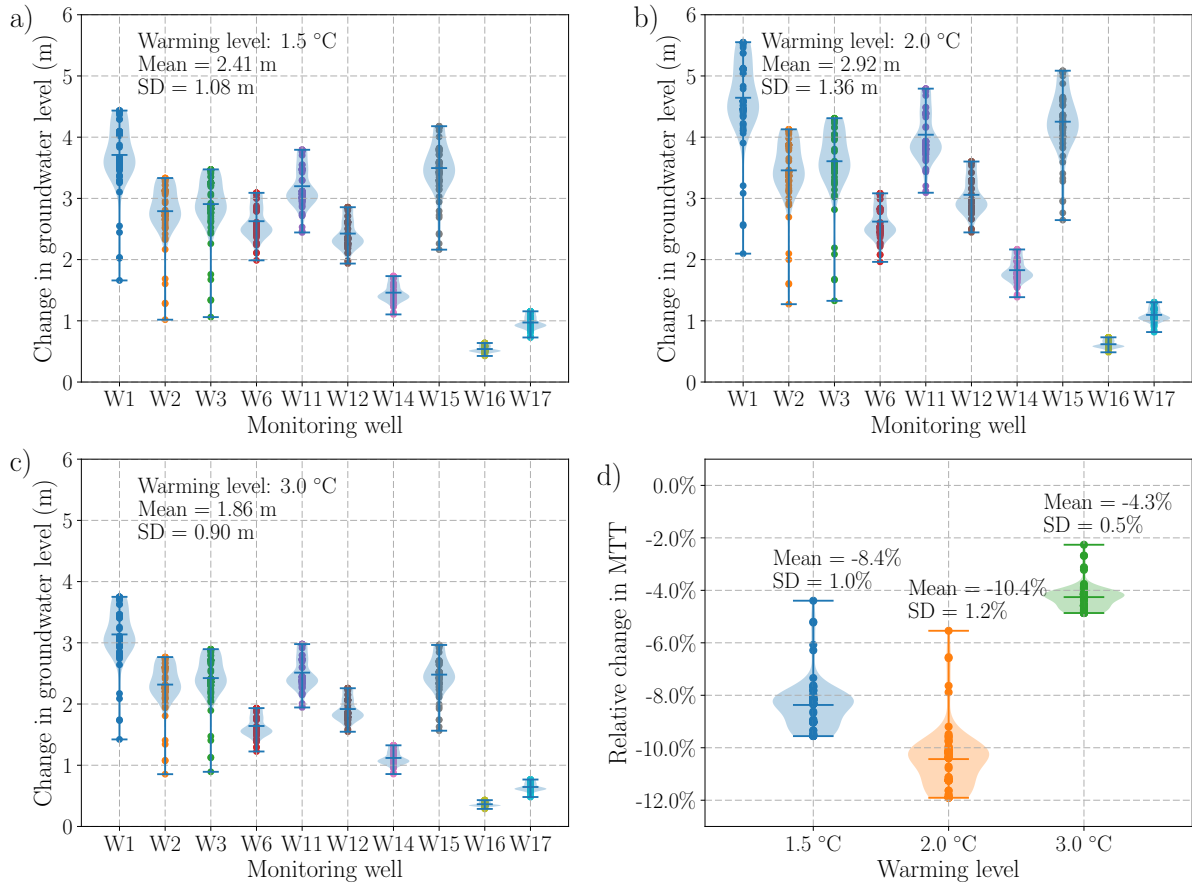 a)
Change in groundwater level (m)
6
5
4
3
2
1
0
Warming level: 1.5 °C
Mean = 2.41 m
SD = 1.08 m
W1 W2 W3 W6 W11 W12 W14 W15 W16 W17
Monitoring well
b)
Change in groundwater level (m)
6
5
4
3
2
1
0
Warming level: 2.0 °C
Mean = 2.92 m
SD = 1.36 m
W1 W2 W3 W6 W11 W12 W14 W15 W16 W17
Monitoring well
c)
Change in groundwater level (m)
6
5
4
3
2
1
0
Warming level: 3.0 °C
Mean = 1.86 m
SD = 0.90 m
W1 W2 W3 W6 W11 W12 W14 W15 W16 W17
Monitoring well
d)
Relative change in MTT
0.0%
-2.0%
-4.0%
-6.0%
-8.0%
-10.0%
-12.0%
Mean = -8.4%
SD = 1.0%
Mean = -10.4%
SD = 1.2%
Mean = -4.3%
SD = 0.5%
1.5 °C 2.0 °C 3.0 °C
Warming level